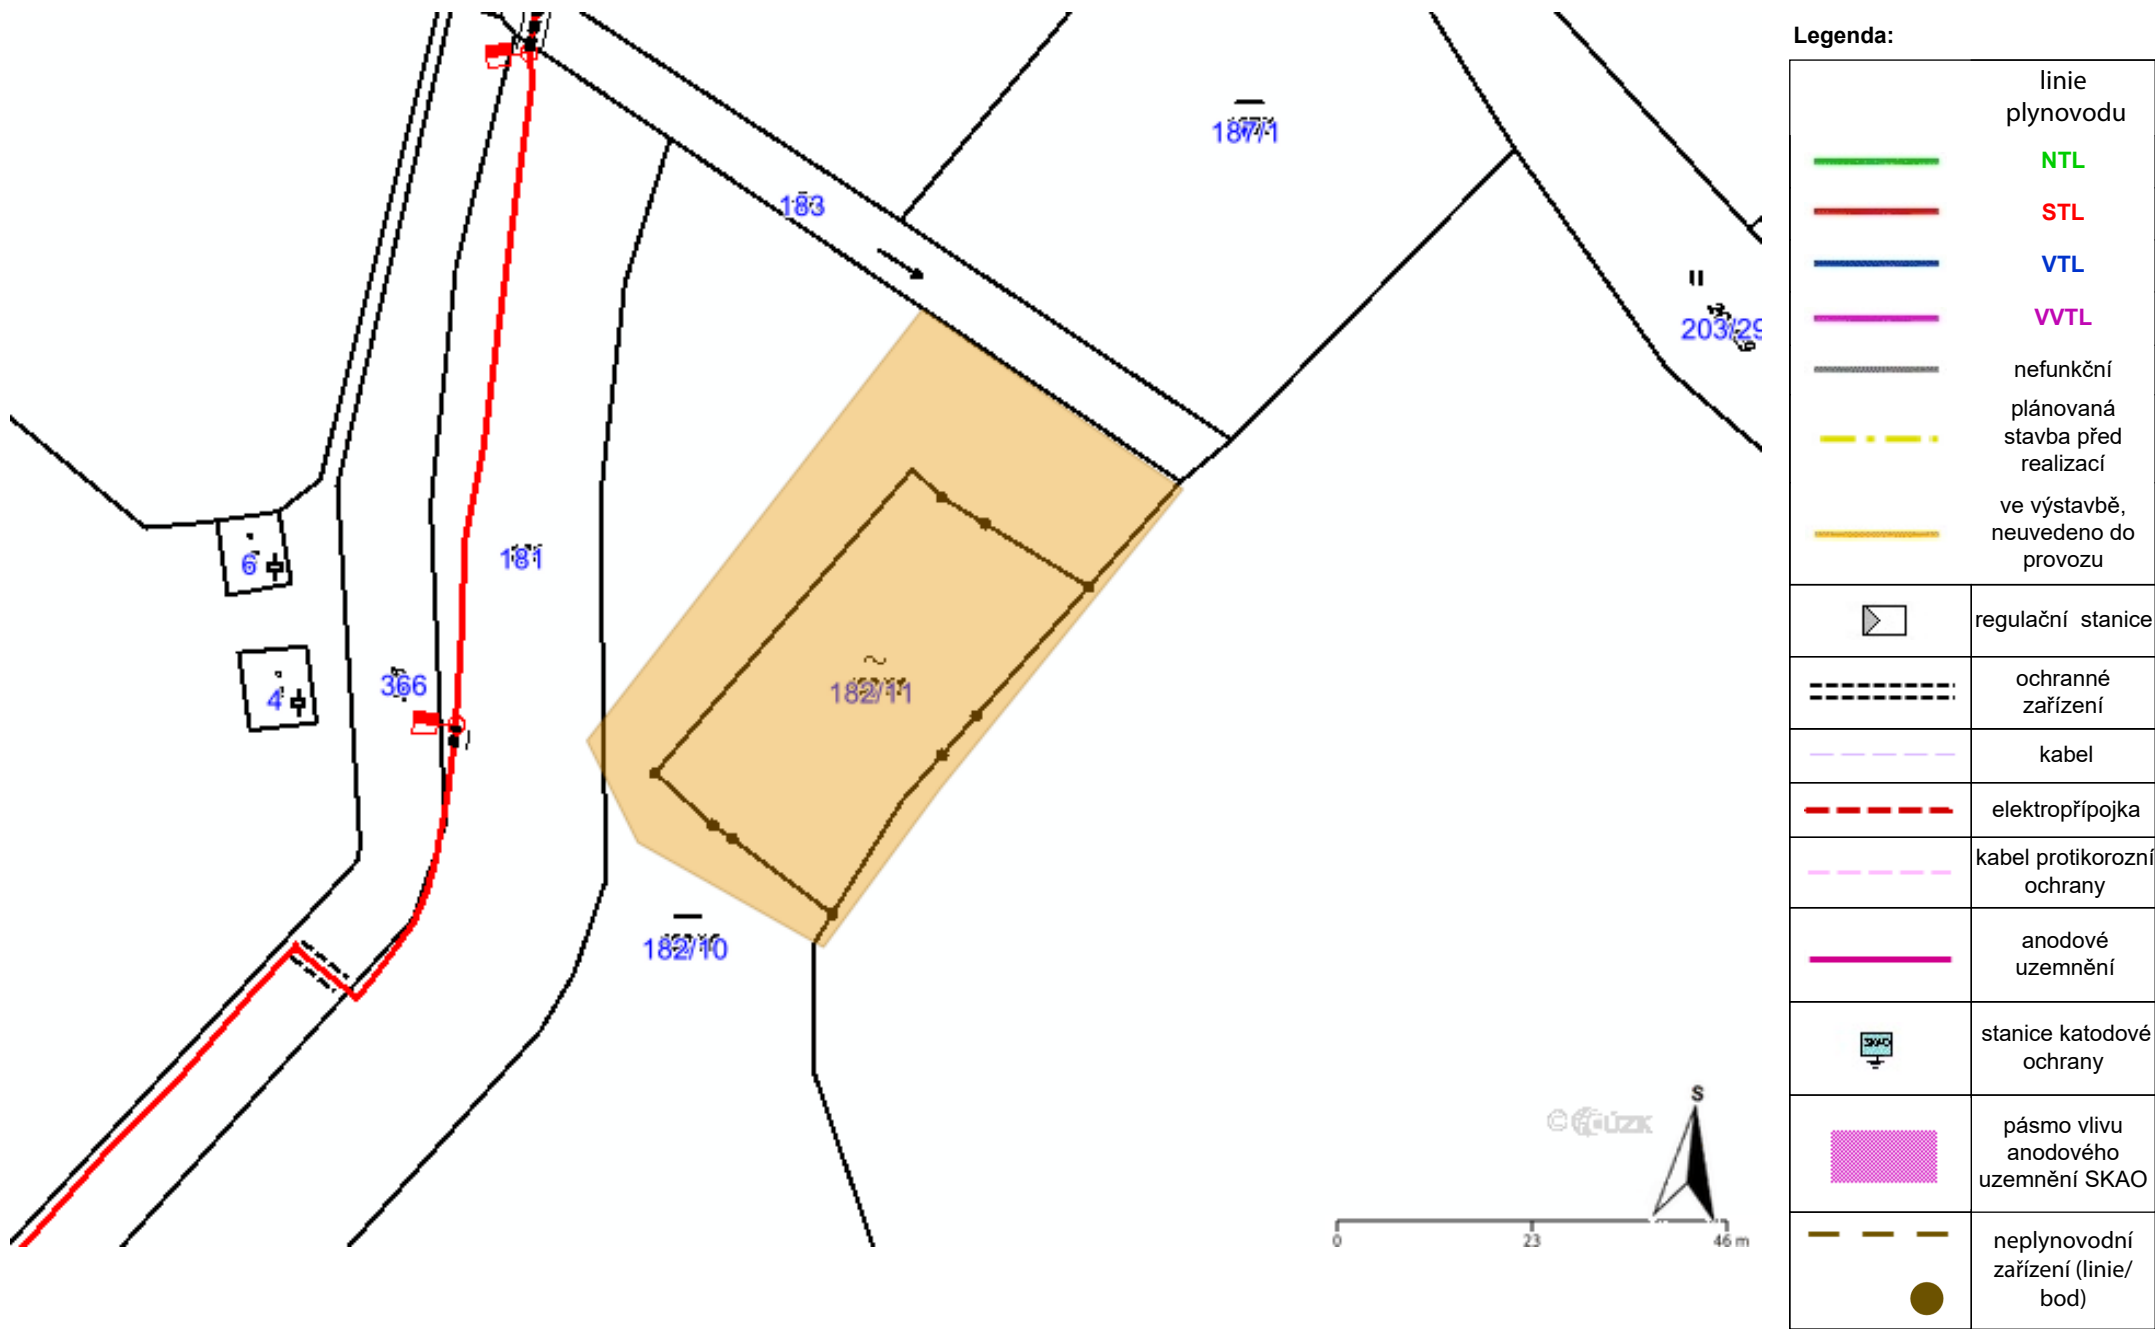 187/1
183
203/29
6
181
4
366
182/11
182/10
S
©
ÚZK
0 23 46 m
Legenda:
linie
plynovodu
NTL
STL
VTL
VVTL
nefunkční
plánovaná
stavba před
realizací
ve výstavbě,
neuvedeno do
provozu
regulační stanice
ochranné
zařízení
kabel
elektropřípojka
kabel protikorozní
ochrany
anodové
uzemnění
SKAO
stanice katodové
ochrany
pásmo vlivu
anodového
uzemnění SKAO
neplynovodní
zařízení (linie/
bod)